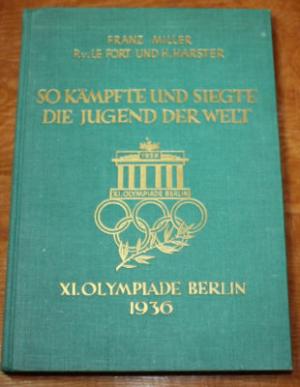 FRANZ MILLER
P.v. LE FORT UND H. HARSTER
SO KÄMPFTE UND SIEGTE
DIE JUGEND DER WELT
1936
XI. OLYMPIADE BERLIN
XI. OLYMPIADE BERLIN
1936